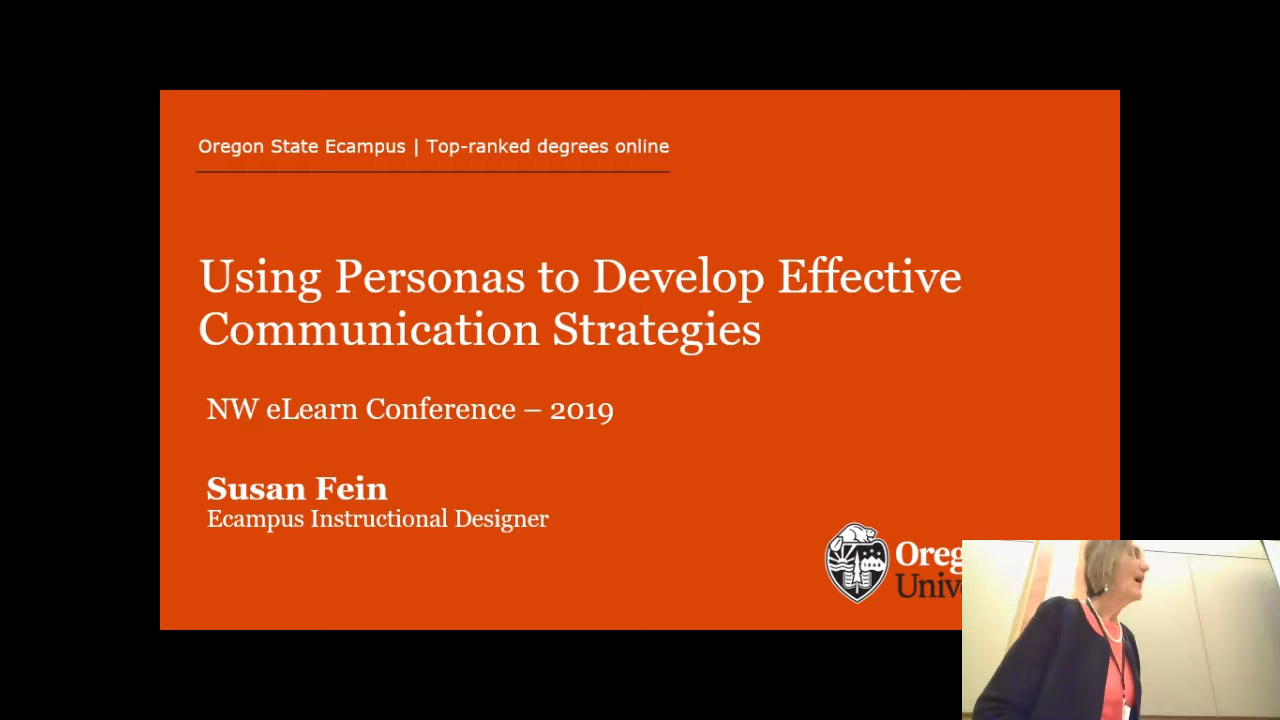 Oregon State Ecampus | Top-ranked degrees online
Using Personas to Develop Effective
Communication Strategies
NW eLearn Conference – 2019
Susan Fein
Ecampus Instructional Designer